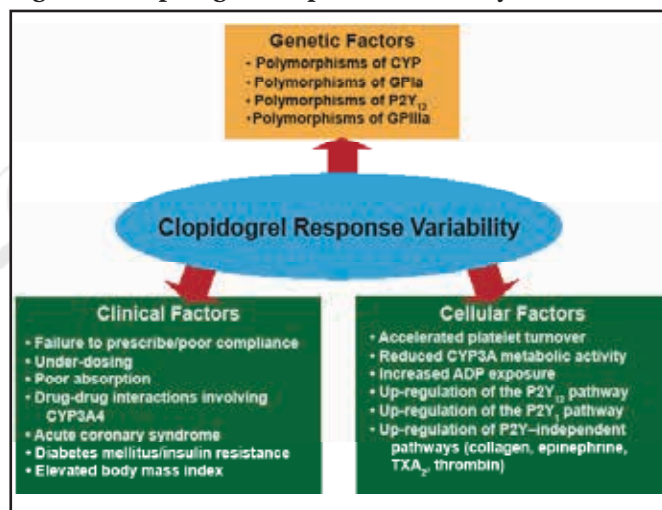 Genetic Factors
• Polymorphisms of CYP
• Polymorphisms of GPIa
• Polymorphisms of P2Y₁₂
• Polymorphisms of GPIIIa
Clopidogrel Response Variability
Clinical Factors
• Failure to prescribe/poor compliance
• Under-dosing
• Poor absorption
• Drug-drug interactions involving
CYP3A4
• Acute coronary syndrome
• Diabetes mellitus/insulin resistance
• Elevated body mass index
Cellular Factors
• Accelerated platelet turnover
• Reduced CYP3A metabolic activity
• Increased ADP exposure
• Up-regulation of the P2Y₁₂ pathway
• Up-regulation of the P2Y₁ pathway
• Up-regulation of P2Y–independent
pathways (collagen, epinephrine,
TXA₂, thrombin)